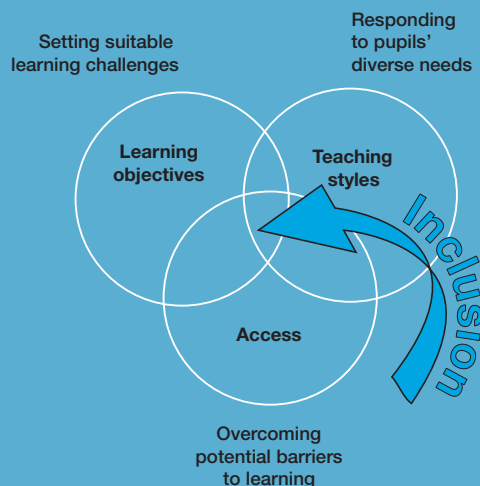 Setting suitable
learning challenges
Responding
to pupils’
diverse needs
Learning
objectives
Teaching
styles
Inclusion
Access
Overcoming
potential barriers
to learning